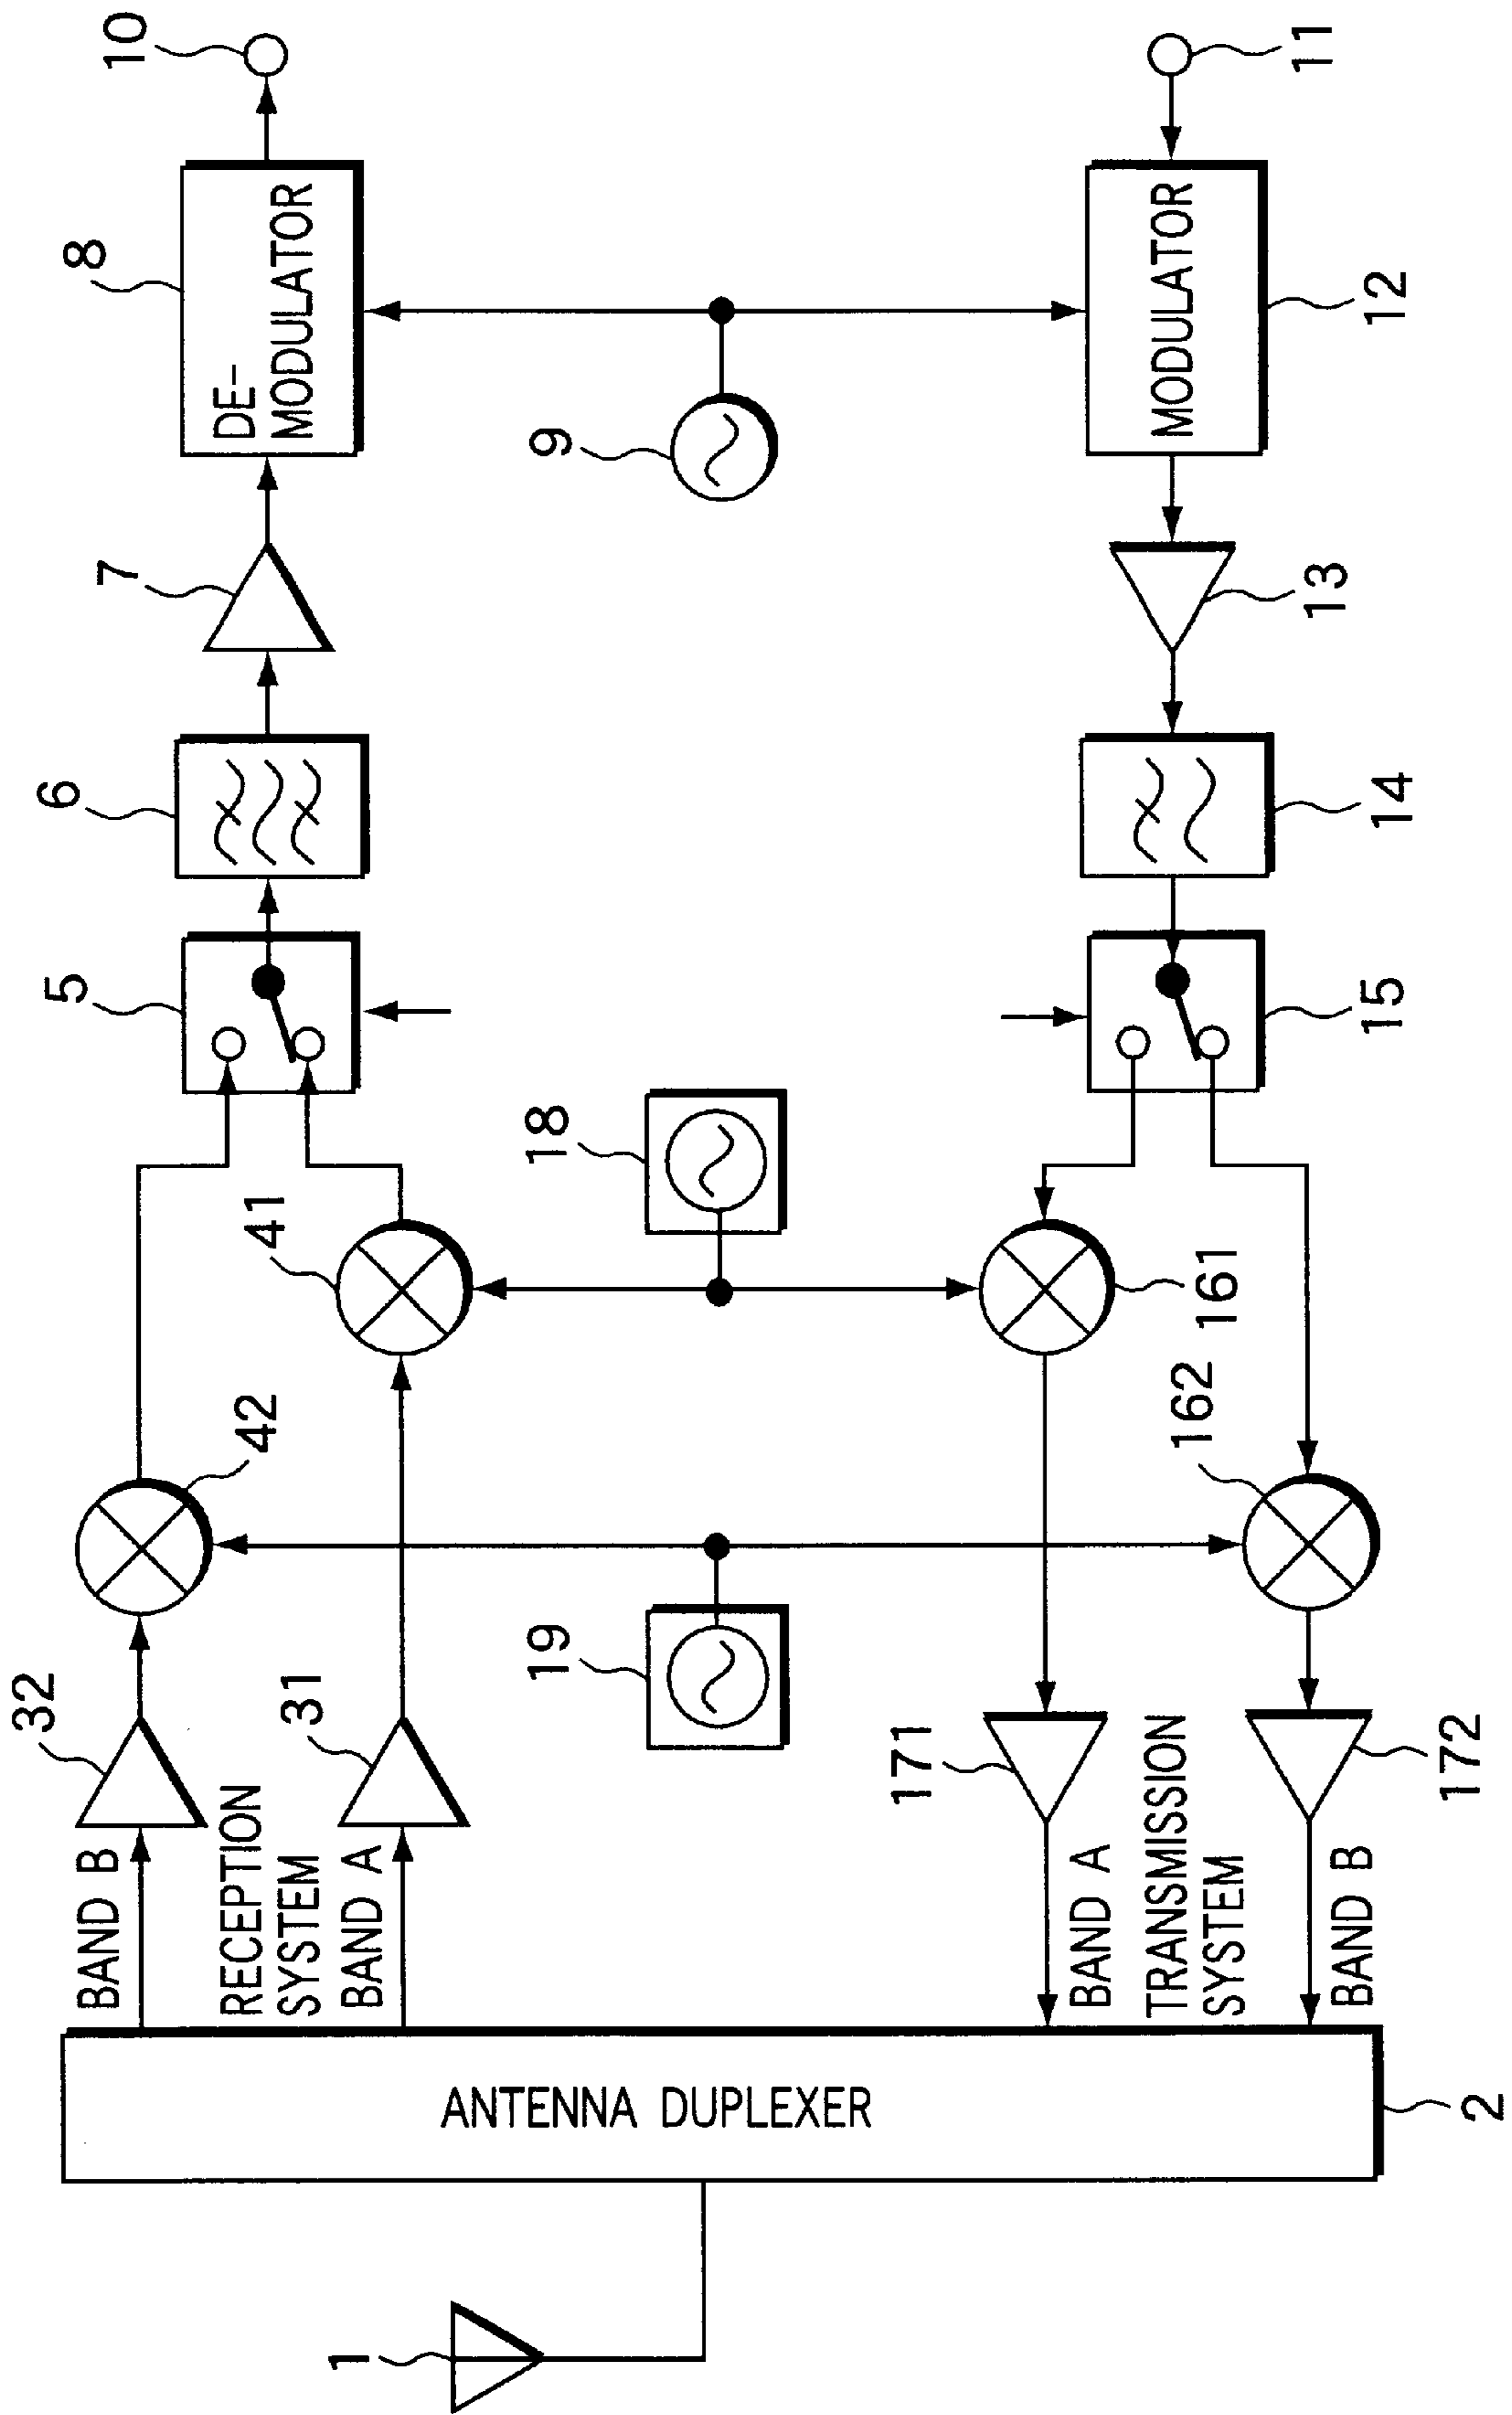 1
ANTENNA DUPLEXER
2
BAND B
RECEPTION
SYSTEM
BAND A
BAND A
TRANSMISSION
SYSTEM
BAND B
32
31
171
172
42
41
19
18
161
162
5
15
6
14
7
13
8
DE-
MODULATOR
9
MODULATOR
12
10
11